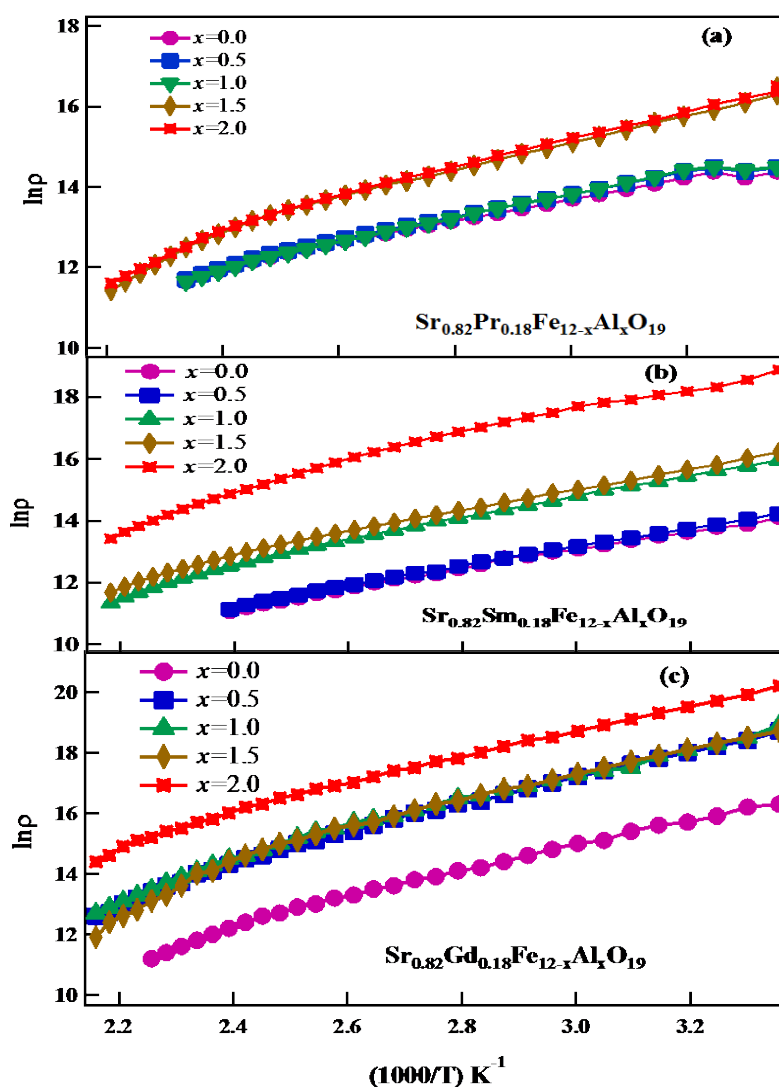 18
16
14
12
10
lnρ
x=0.0
x=0.5
x=1.0
x=1.5
x=2.0
(a)
Sr₀.₈₂Pr₀.₁₈Fe₁₂₋ₓAlₓO₁₉
18
16
14
12
10
lnρ
x=0.0
x=0.5
x=1.0
x=1.5
x=2.0
(b)
Sr₀.₈₂Sm₀.₁₈Fe₁₂₋ₓAlₓO₁₉
20
18
16
14
12
10
lnρ
x=0.0
x=0.5
x=1.0
x=1.5
x=2.0
(c)
Sr₀.₈₂Gd₀.₁₈Fe₁₂₋ₓAlₓO₁₉
2.2 2.4 2.6 2.8 3.0 3.2
(1000/T) K⁻¹